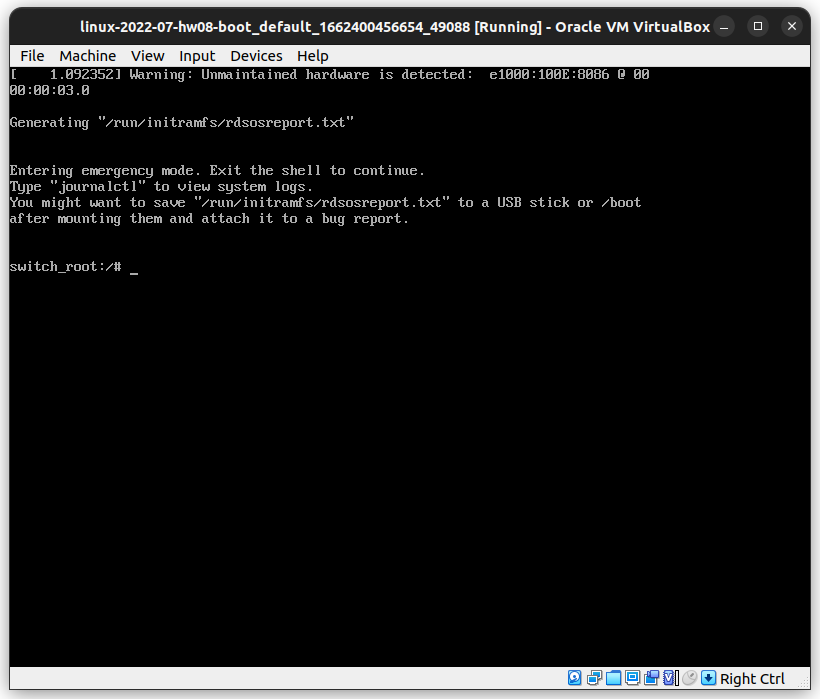 linux-2022-07-hw08-boot_default_1662400456654_49088 [Running] - Oracle VM VirtualBox
File Machine View Input Devices Help
[    1.092352] Warning: Unmaintained hardware is detected:  e1000:100E:8086 @ 00
00:00:03.0
Generating "/run/initramfs/rdsosreport.txt"
Entering emergency mode. Exit the shell to continue.
Type "journalctl" to view system logs.
You might want to save "/run/initramfs/rdsosreport.txt" to a USB stick or /boot
after mounting them and attach it to a bug report.
switch_root:/# _
Right Ctrl